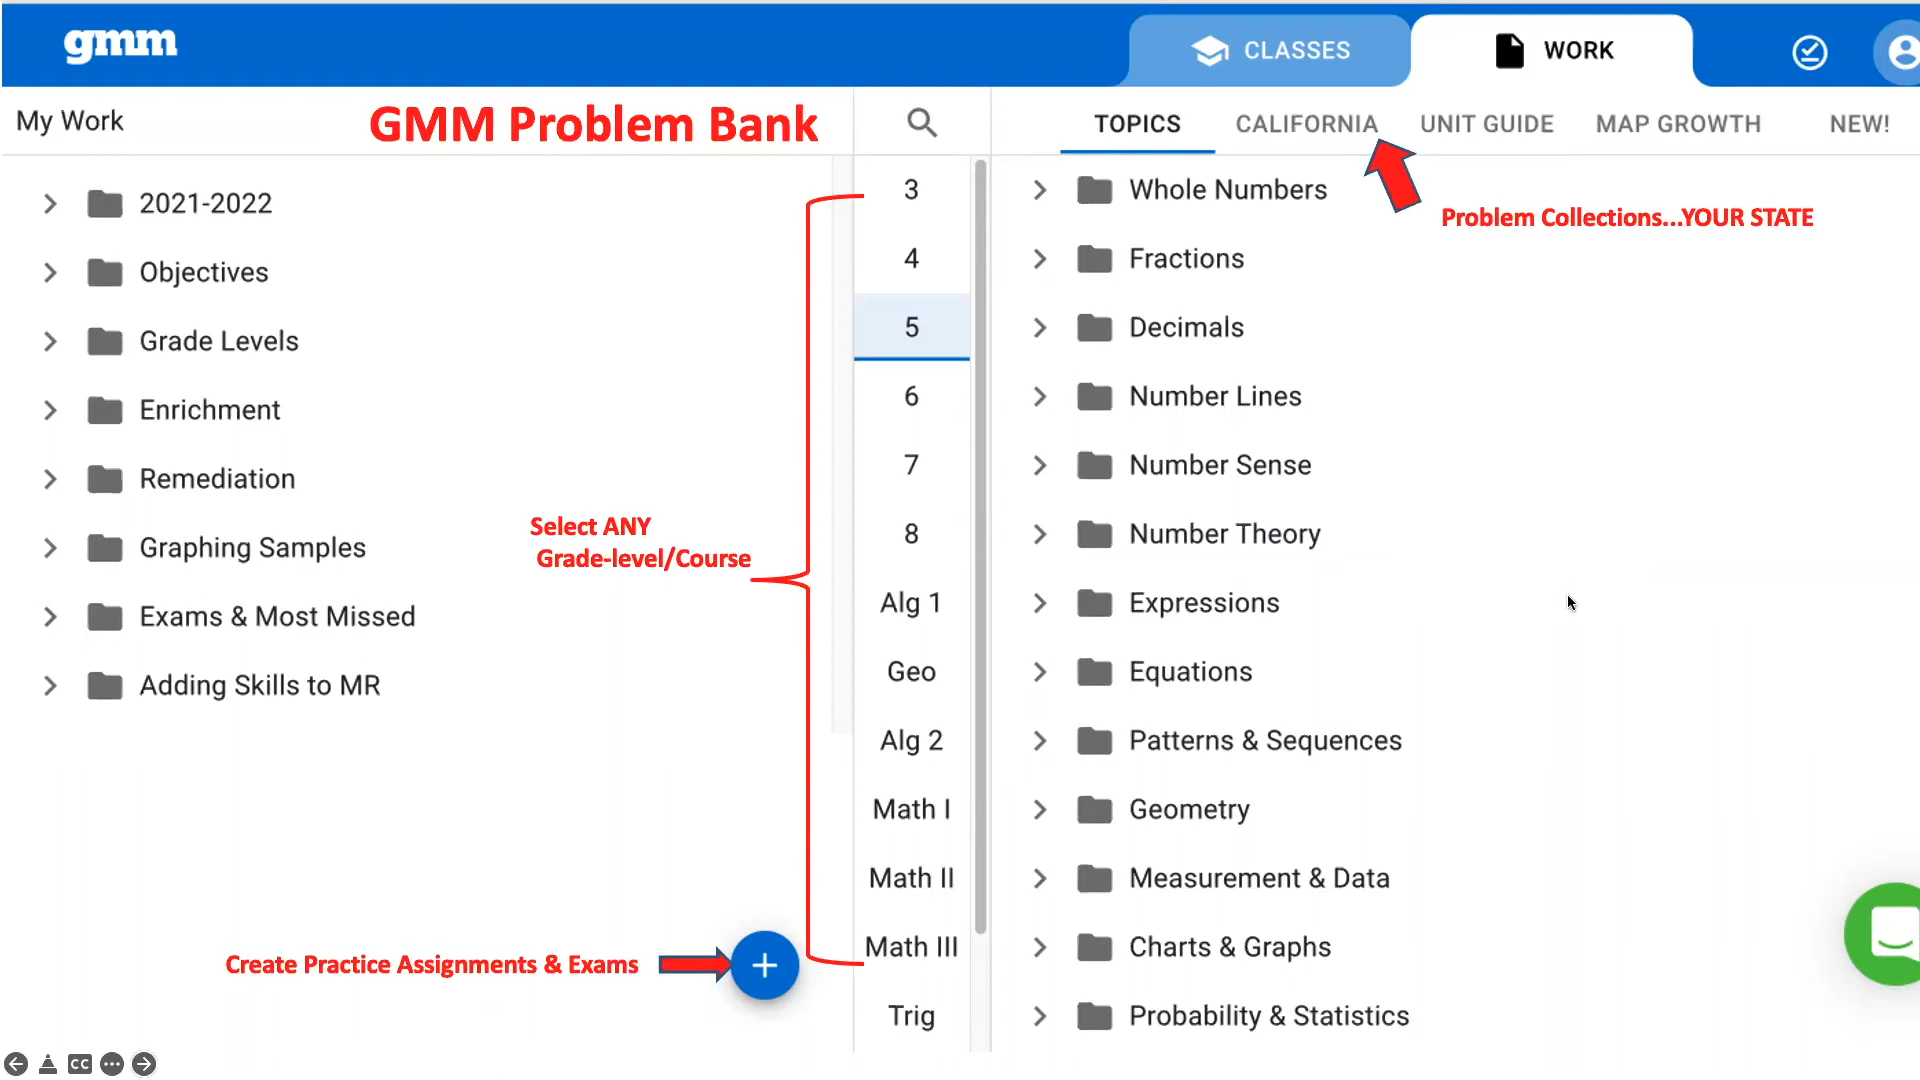 gmm
CLASSES
WORK
My Work
GMM Problem Bank
TOPICS
CALIFORNIA
UNIT GUIDE
MAP GROWTH
NEW!
Problem Collections...YOUR STATE
2021-2022
Objectives
Grade Levels
Enrichment
Remediation
Graphing Samples
Exams & Most Missed
Adding Skills to MR
Select ANY
Grade-level/Course
Create Practice Assignments & Exams
+
3
4
5
6
7
8
Alg 1
Geo
Alg 2
Math I
Math II
Math III
Trig
Whole Numbers
Fractions
Decimals
Number Lines
Number Sense
Number Theory
Expressions
Equations
Patterns & Sequences
Geometry
Measurement & Data
Charts & Graphs
Probability & Statistics
CC